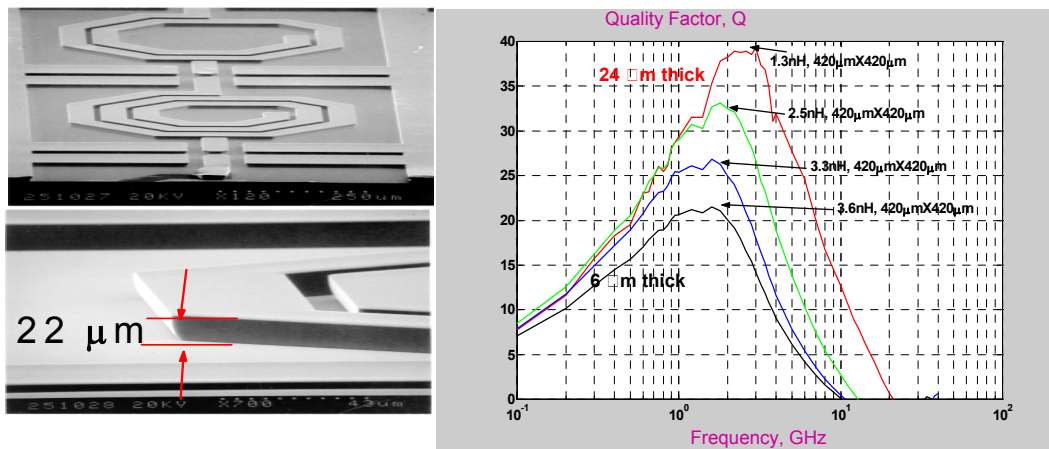 251027 20KV X120 250um
22 μm
251028 20KV X700 43um
Quality Factor, Q
40
35
30
25
20
15
10
5
0
24 □m thick
6 □m thick
1.3nH, 420μmX420μm
2.5nH, 420μmX420μm
3.3nH, 420μmX420μm
3.6nH, 420μmX420μm
10-1
100
101
102
Frequency, GHz